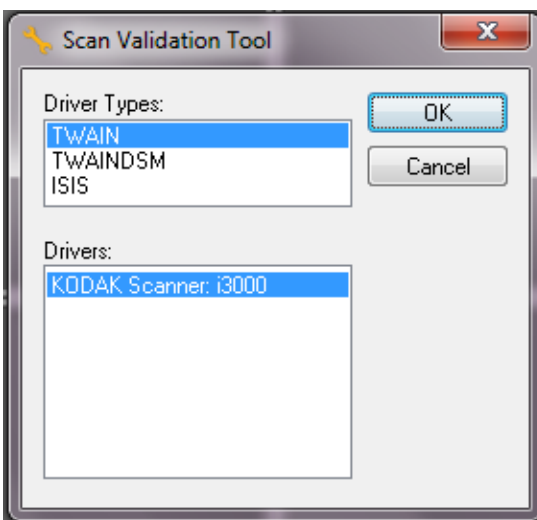 Scan Validation Tool
Driver Types:
TWAIN
TWAINDSM
ISIS
OK
Cancel
Drivers:
KODAK Scanner: i3000